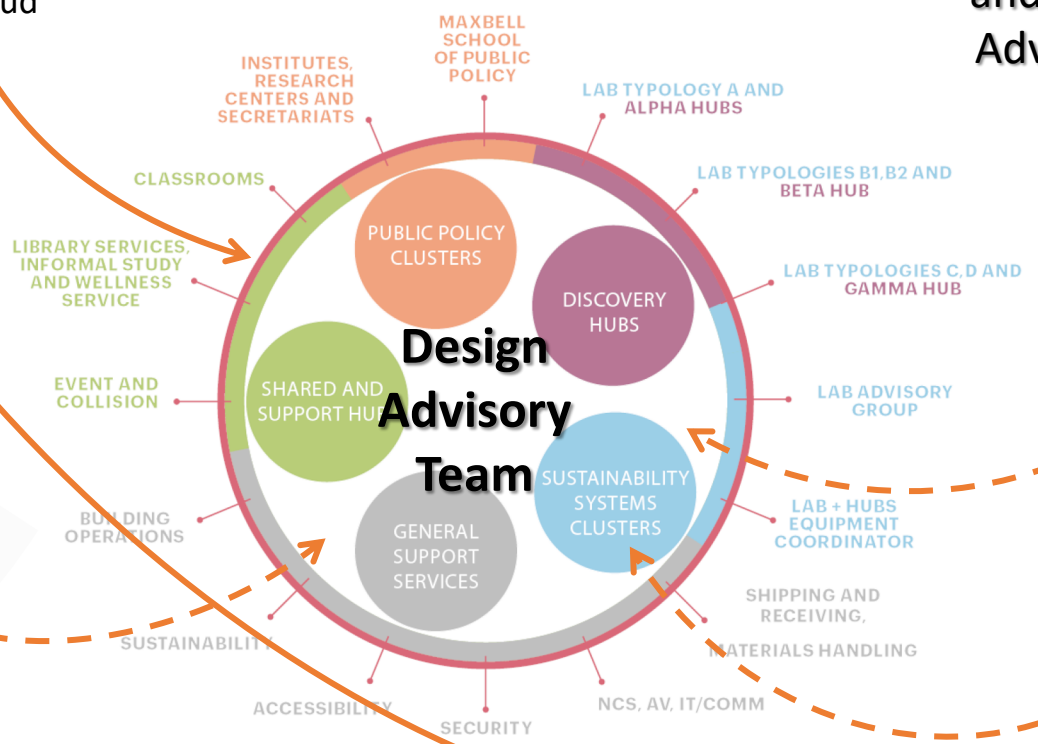 ud
and
Adv
MAXBELL
SCHOOL
OF PUBLIC
POLICY
INSTITUTES,
RESEARCH
CENTERS AND
SECRETARIATS
LAB TYPOLOGY A AND
ALPHA HUBS
CLASSROOMS
LAB TYPOLOGIES B1,B2 AND
BETA HUB
LIBRARY SERVICES,
INFORMAL STUDY
AND WELLNESS
SERVICE
LAB TYPOLOGIES C,D AND
GAMMA HUB
PUBLIC POLICY
CLUSTERS
DISCOVERY
HUBS
Design
Advisory
Team
EVENT AND
COLLISION
SHARED AND
SUPPORT HUB
LAB ADVISORY
GROUP
SUSTAINABILITY
SYSTEMS
CLUSTERS
BUILDING
OPERATIONS
GENERAL
SUPPORT
SERVICES
LAB + HUBS
EQUIPMENT
COORDINATOR
SHIPPING AND
RECEIVING,
MATERIALS HANDLING
SUSTAINABILITY
ACCESSIBILITY
SECURITY
NCS, AV, IT/COMM